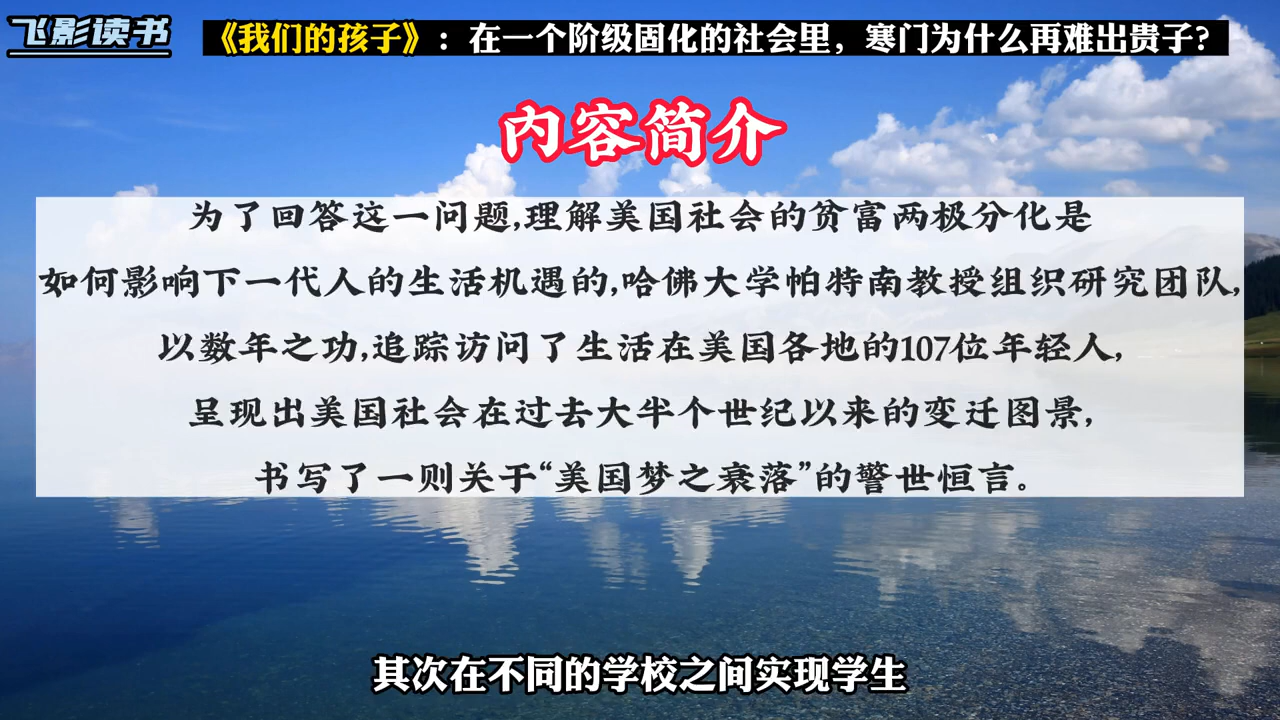 飞影读书
《我们的孩子》：在一个阶级固化的社会里，寒门为什么再难出贵子?
内容简介
为了回答这一问题,理解美国社会的贫富两极分化是
如何影响下一代人的生活机遇的,哈佛大学帕特南教授组织研究团队,
以数年之功,追踪访问了生活在美国各地的107位年轻人,
呈现出美国社会在过去大半个世纪以来的变迁图景,
书写了一则关于“美国梦之衰落”的警世恒言。
其次在不同的学校之间实现学生